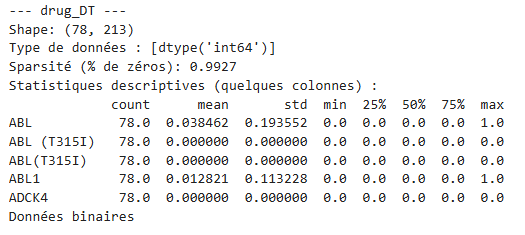 --- drug_DT ---
Shape: (78, 213)
Type de données : [dtype('int64')]
Sparsité (% de zéros): 0.9927
Statistiques descriptives (quelques colonnes) :
count mean std min 25% 50% 75% max
ABL 78.0 0.038462 0.193552 0.0 0.0 0.0 0.0 1.0
ABL (T315I) 78.0 0.000000 0.000000 0.0 0.0 0.0 0.0 0.0
ABL(T315I) 78.0 0.000000 0.000000 0.0 0.0 0.0 0.0 0.0
ABL1 78.0 0.012821 0.113228 0.0 0.0 0.0 0.0 1.0
ADCK4 78.0 0.000000 0.000000 0.0 0.0 0.0 0.0 0.0
Données binaires